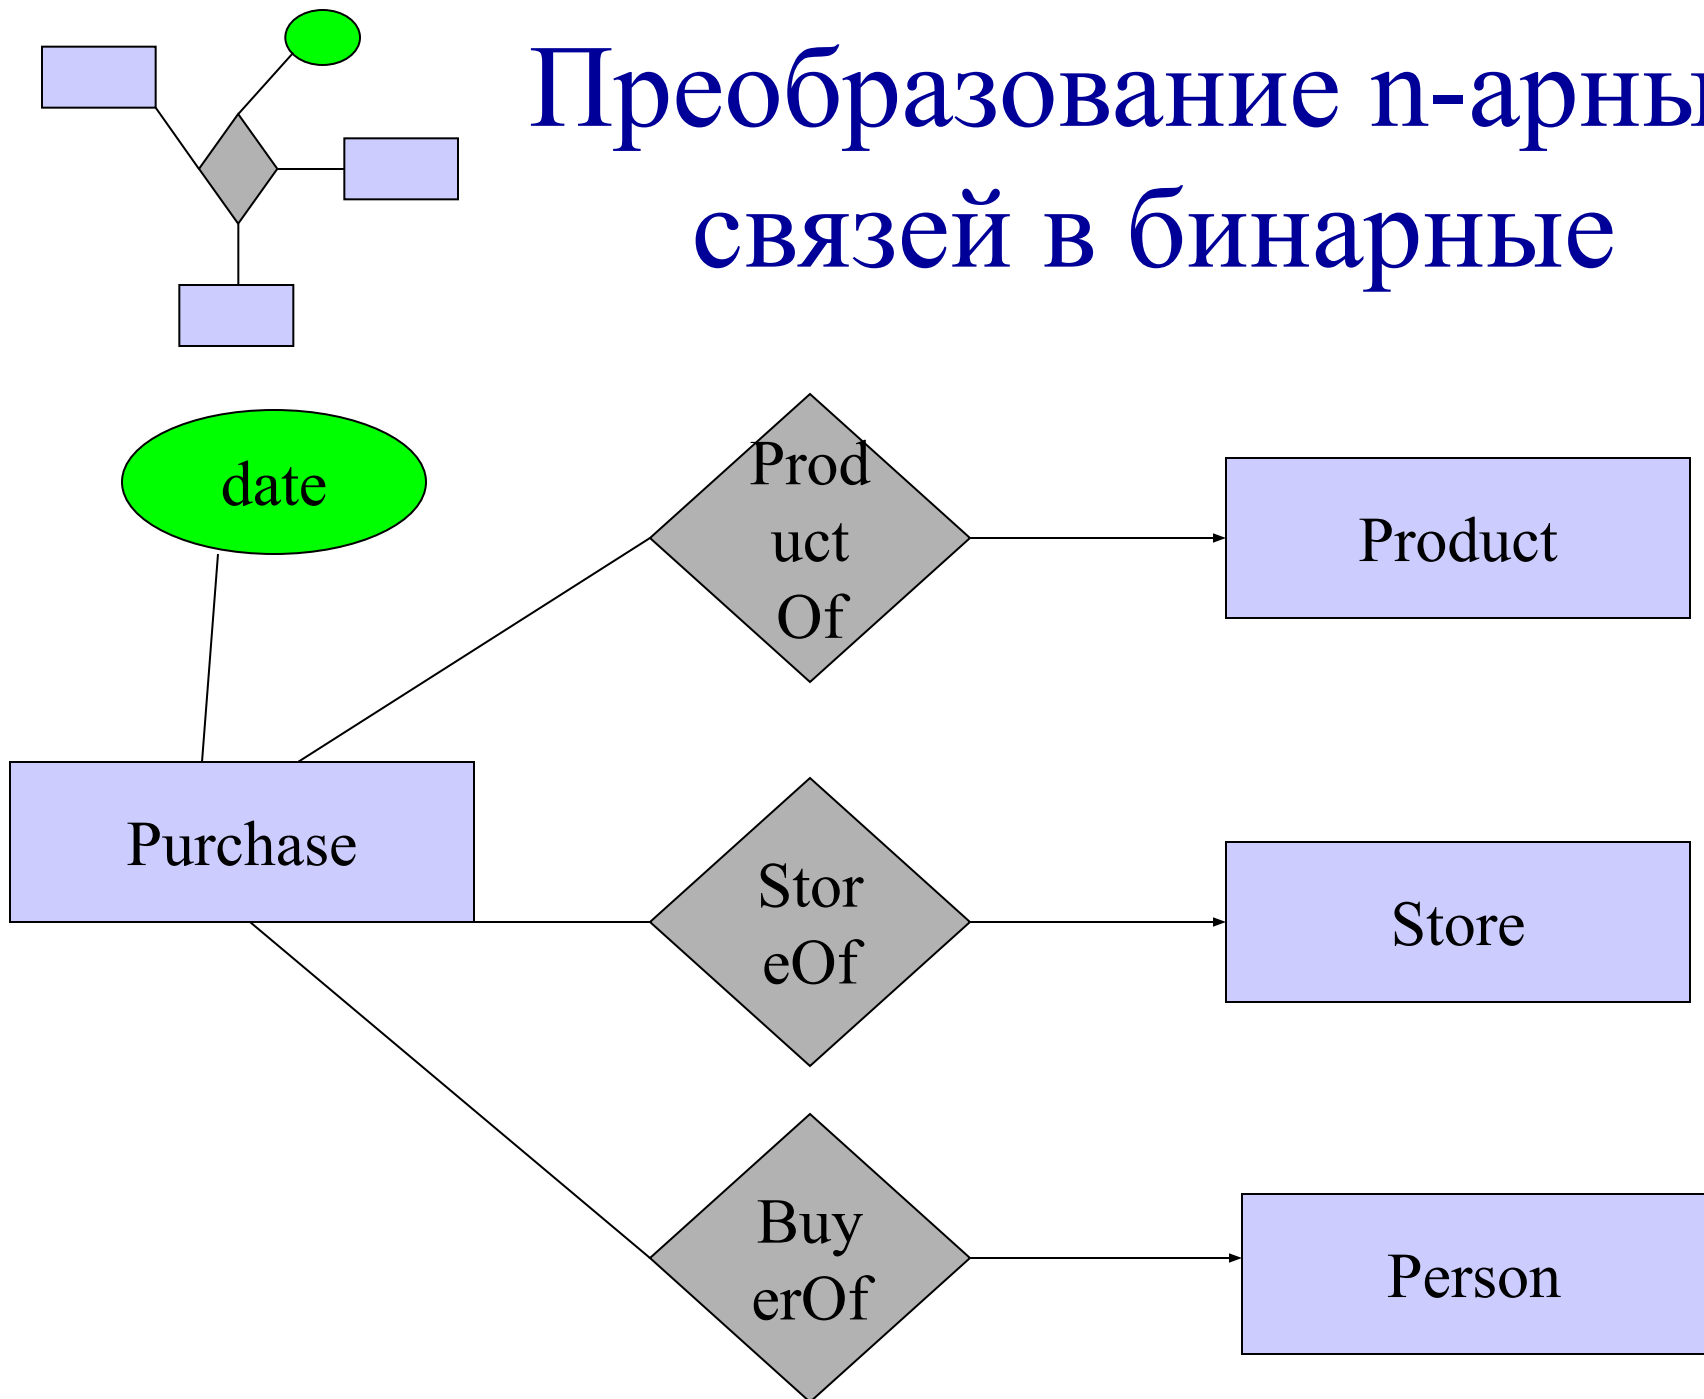 Преобразование n-арны
связей в бинарные
date
Prod
uct
Of
Product
Purchase
Stor
eOf
Store
Buy
erOf
Person